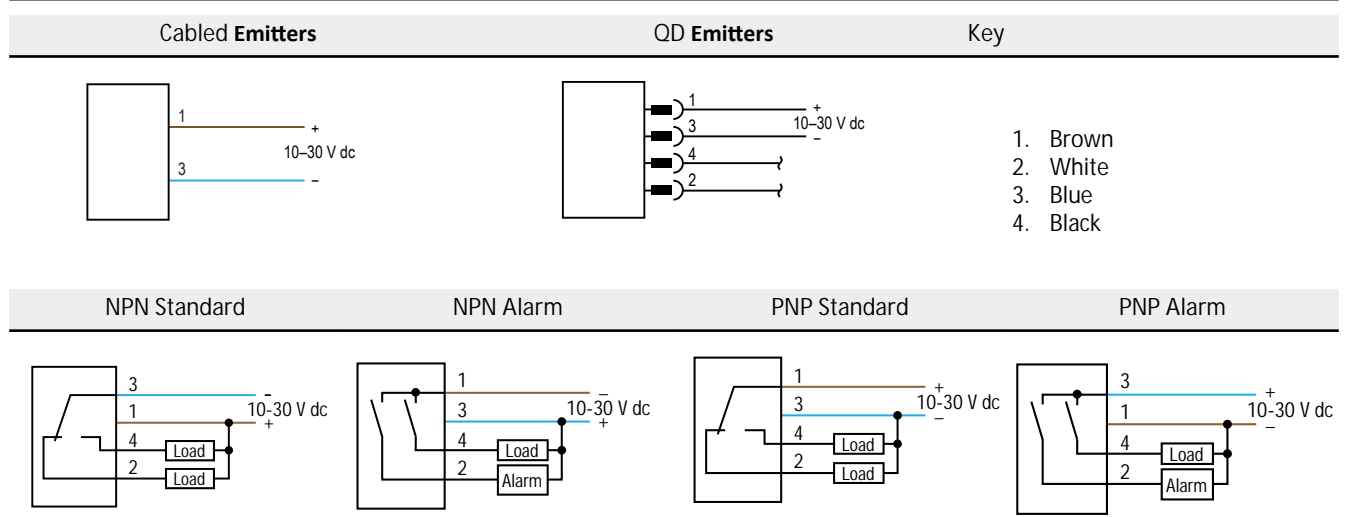 Cabled Emitters QD Emitters Key
1
+
10–30 V dc
3
–
1
+
10–30 V dc
3
–
4
2
1. Brown
2. White
3. Blue
4. Black
NPN Standard NPN Alarm PNP Standard PNP Alarm
3
–
10-30 V dc
1
+
4
Load
2
Load
1
–
10-30 V dc
3
+
4
Load
2
Alarm
1
+
10-30 V dc
3
–
4
Load
2
Load
3
+
10-30 V dc
1
–
4
Load
2
Alarm